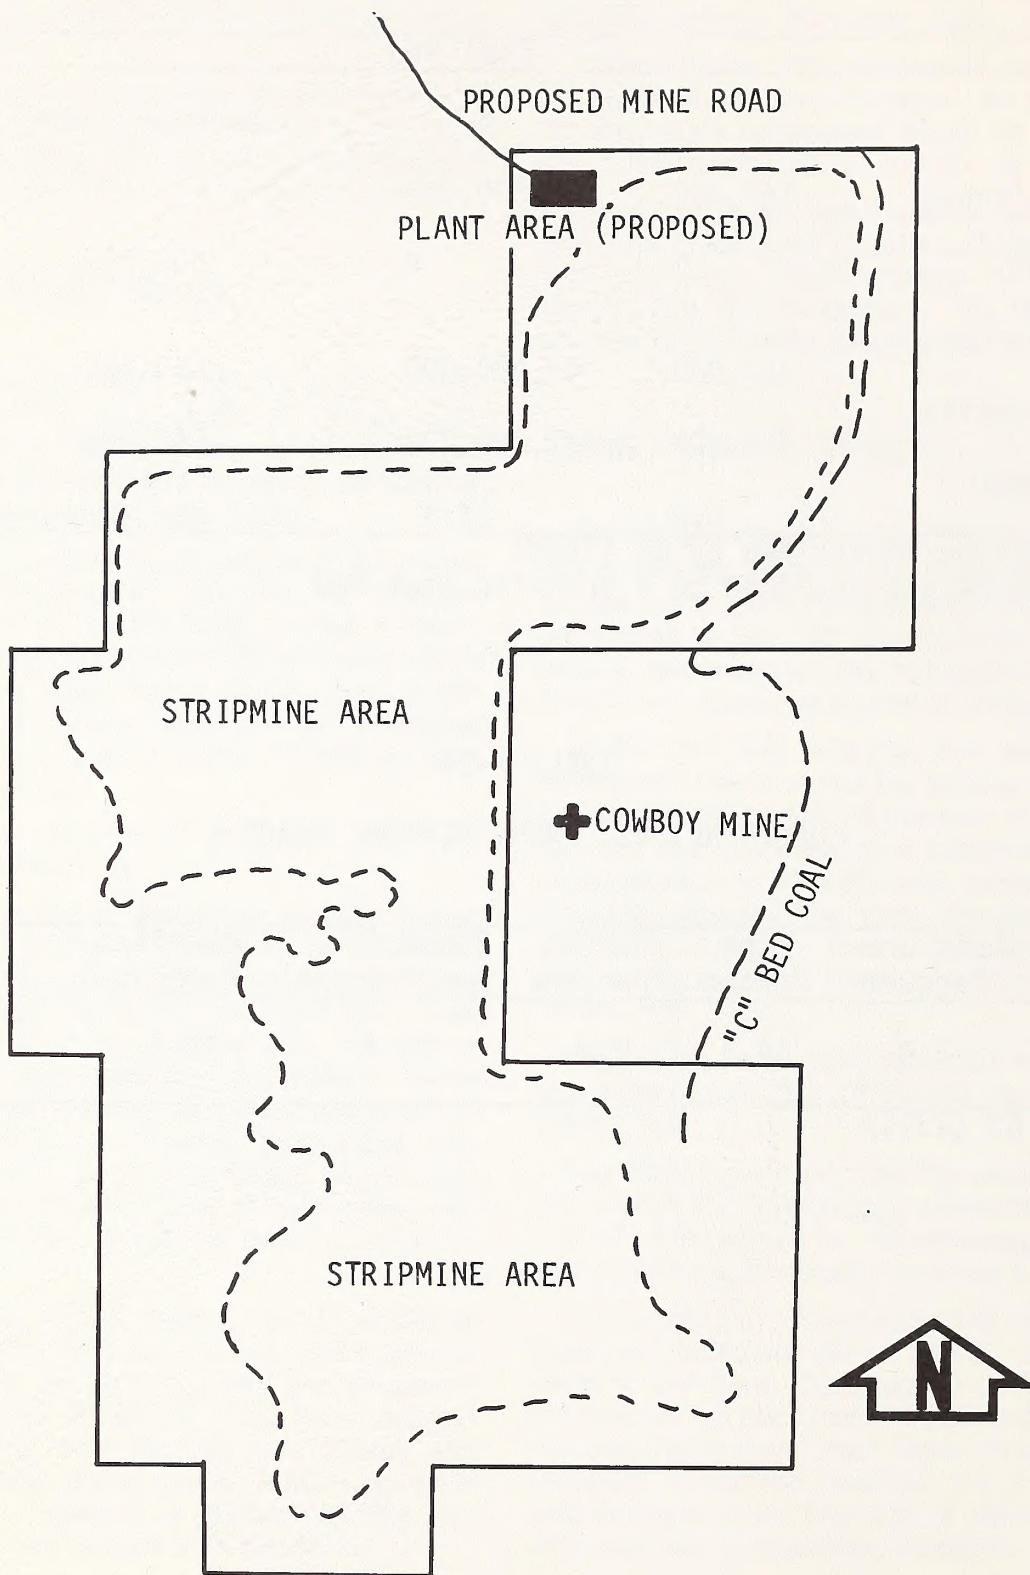 PROPOSED MINE ROAD
PLANT AREA (PROPOSED)
STRIPMINE AREA
COWBOY MINE
"C" BED COAL
STRIPMINE AREA
N